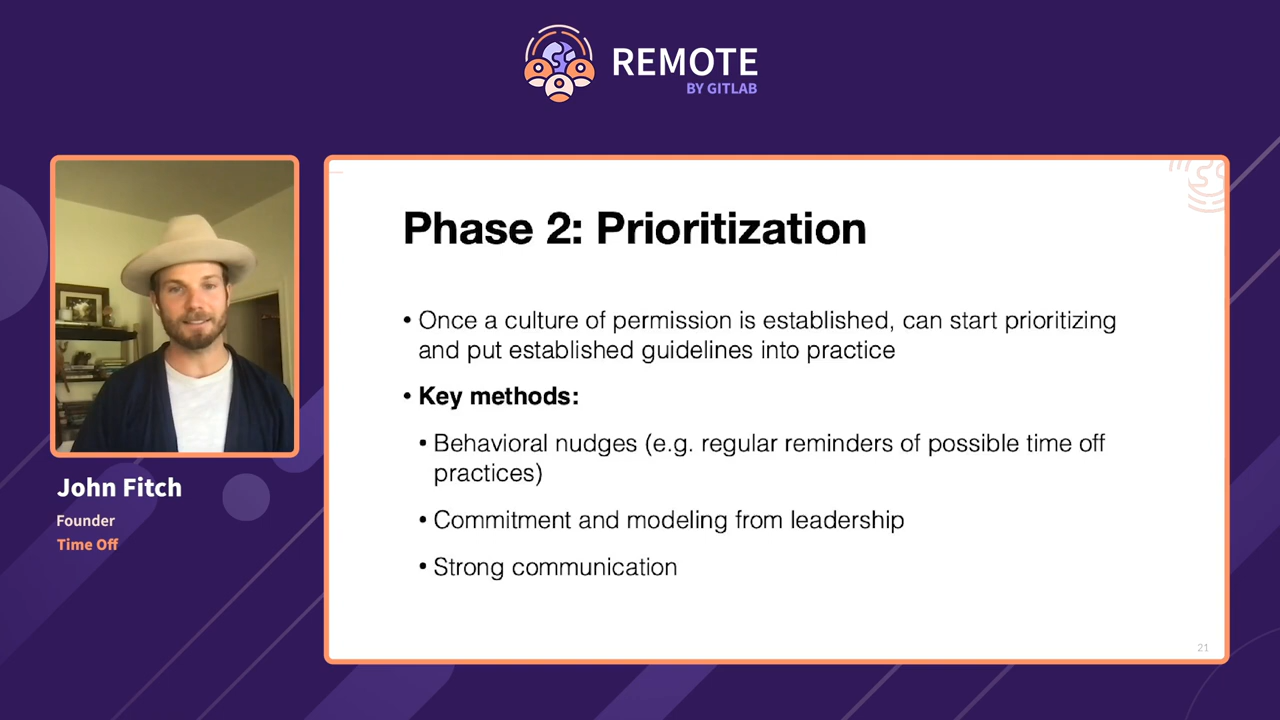 REMOTE
BY GITLAB
John Fitch
Founder
Time Off
Phase 2: Prioritization
• Once a culture of permission is established, can start prioritizing
and put established guidelines into practice
• Key methods:
• Behavioral nudges (e.g. regular reminders of possible time off
practices)
• Commitment and modeling from leadership
• Strong communication
21